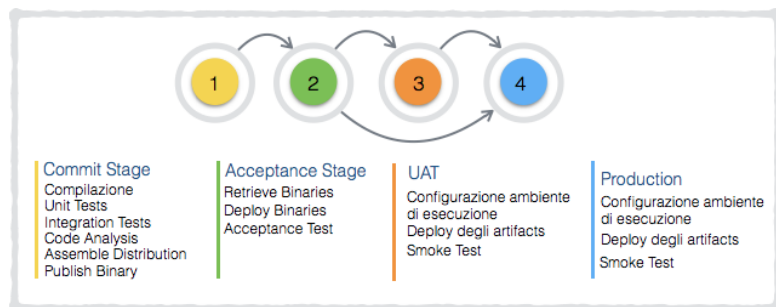 1
2
3
4
Commit Stage
Compilazione
Unit Tests
Integration Tests
Code Analysis
Assemble Distribution
Publish Binary
Acceptance Stage
Retrieve Binaries
Deploy Binaries
Acceptance Test
UAT
Configurazione ambiente
di esecuzione
Deploy degli artifacts
Smoke Test
Production
Configurazione ambiente
di esecuzione
Deploy degli artifacts
Smoke Test